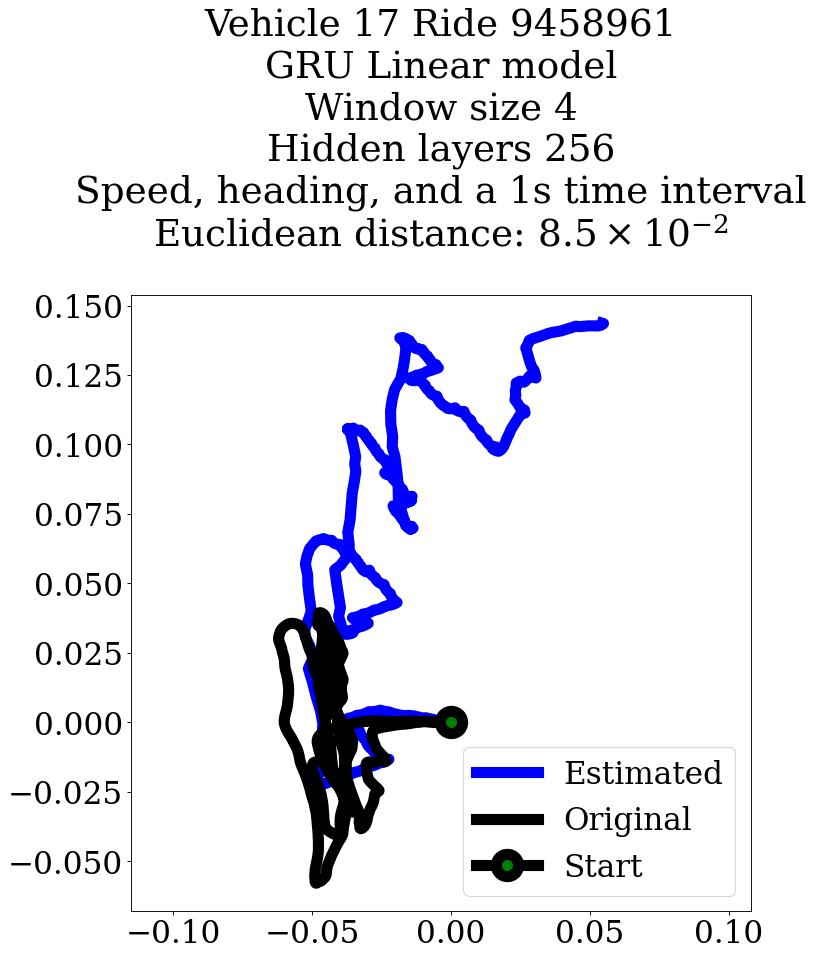 Vehicle 17 Ride 9458961
GRU Linear model
Window size 4
Hidden layers 256
Speed, heading, and a 1s time interval
Euclidean distance: 8.5 × 10⁻²
0.150
0.125
0.100
0.075
0.050
0.025
0.000
−0.025
−0.050
Estimated
Original
Start
−0.10
−0.05
0.00
0.05
0.10